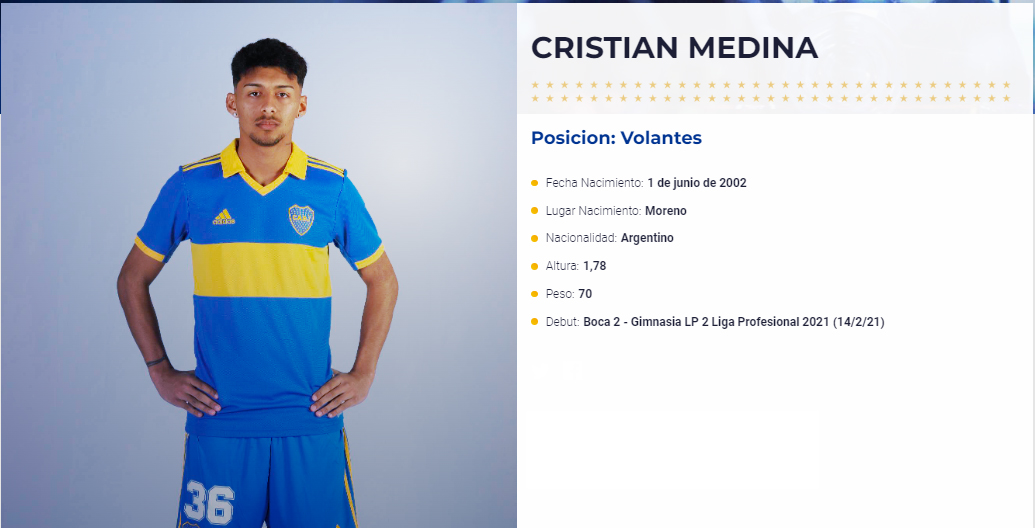 CRISTIAN MEDINA
Posicion: Volantes
Fecha Nacimiento: 1 de junio de 2002
Lugar Nacimiento: Moreno
Nacionalidad: Argentino
Altura: 1,78
Peso: 70
Debut: Boca 2 - Gimnasia LP 2 Liga Profesional 2021 (14/2/21)
adidas
36